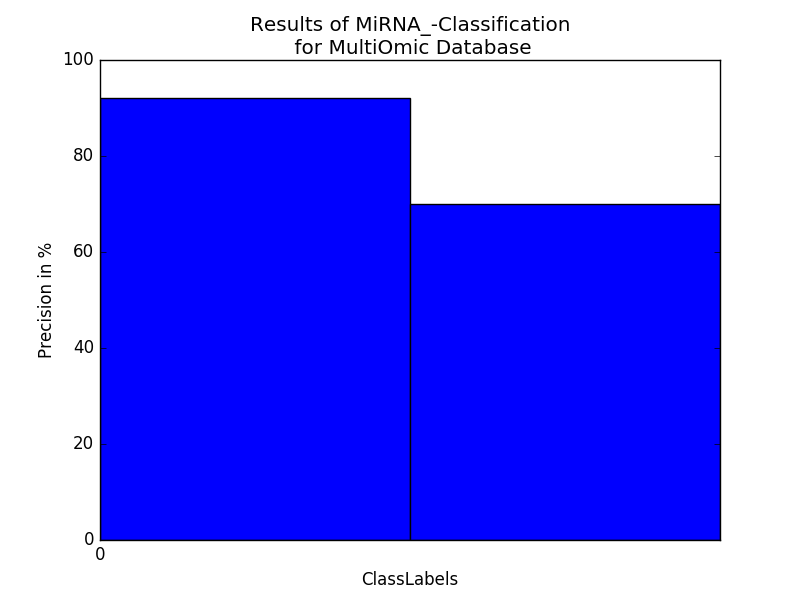 Results of MiRNA_-Classification
for MultiOmic Database
100
80
60
40
20
0
Precision in %
0
ClassLabels